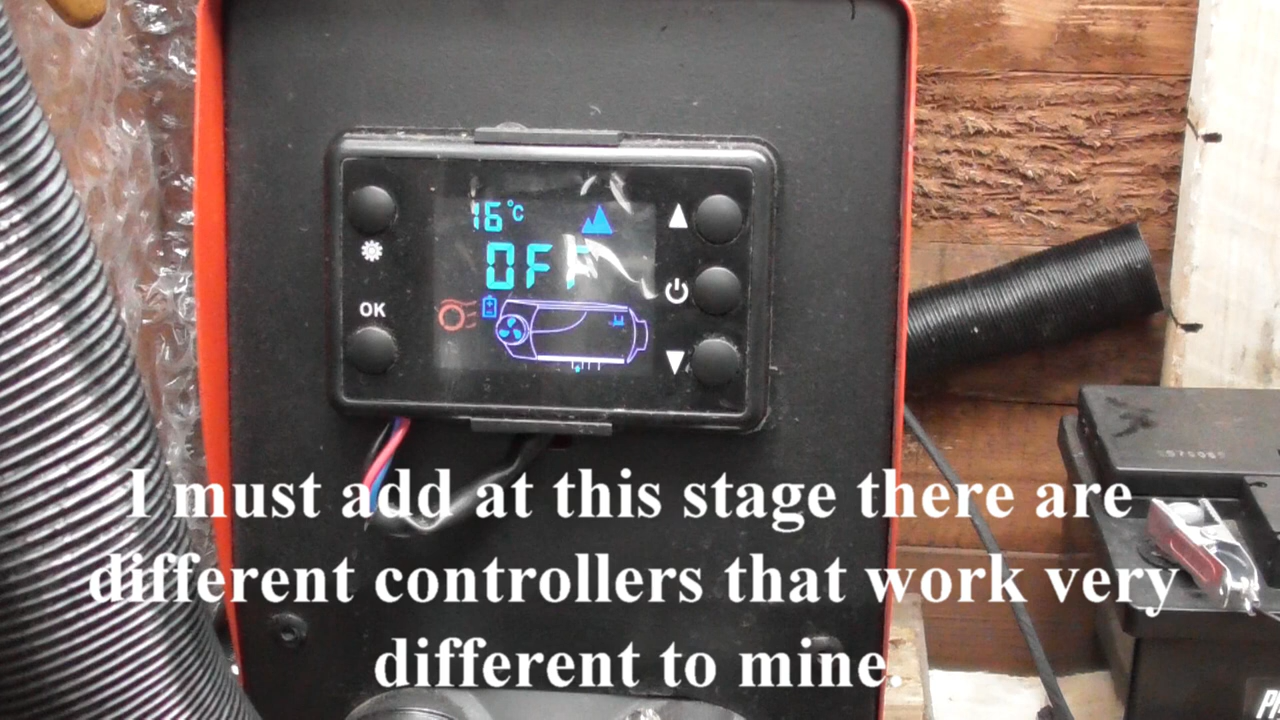 16°C
OFF
OK
I must add at this stage there are
different controllers that work very
different to mine.